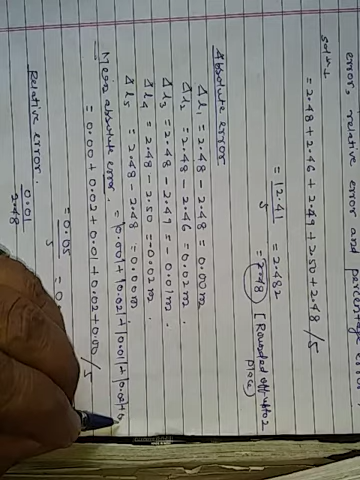 error, relative error and percentage
solun
= 2.48 + 2.46 + 2.49 + 2.50 + 2.48 / 5
= 12.41 / 5 = 2.482
= 2.48 [Rounded off upto 2 place]
Absolute error
Δl1 = 2.48 - 2.48 = 0.00 m
Δl2 = 2.48 - 2.46 = 0.02 m.
Δl3 = 2.48 - 2.49 = -0.01 m.
Δl4 = 2.48 - 2.50 = -0.02 m.
Δl5 = 2.48 - 2.48 = 0.00 m
Mean absolute error. = |0.00| + |0.02| + |0.01| + |0.02| + |0
= 0.00 + 0.02 + 0.01 + 0.02 + 0.00 / 5
= 0.05 / 5 = 0
Relative error. 0.01 / 2.48